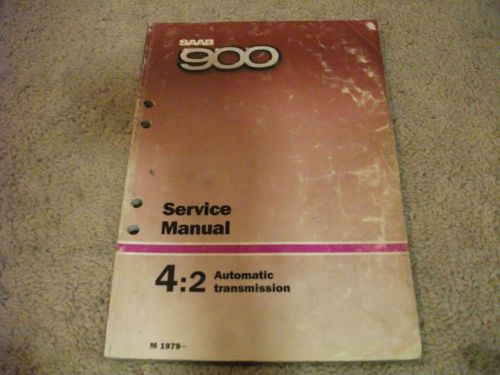 SAAB
900
Service
Manual
4:2 Automatic
transmission
M 1979—